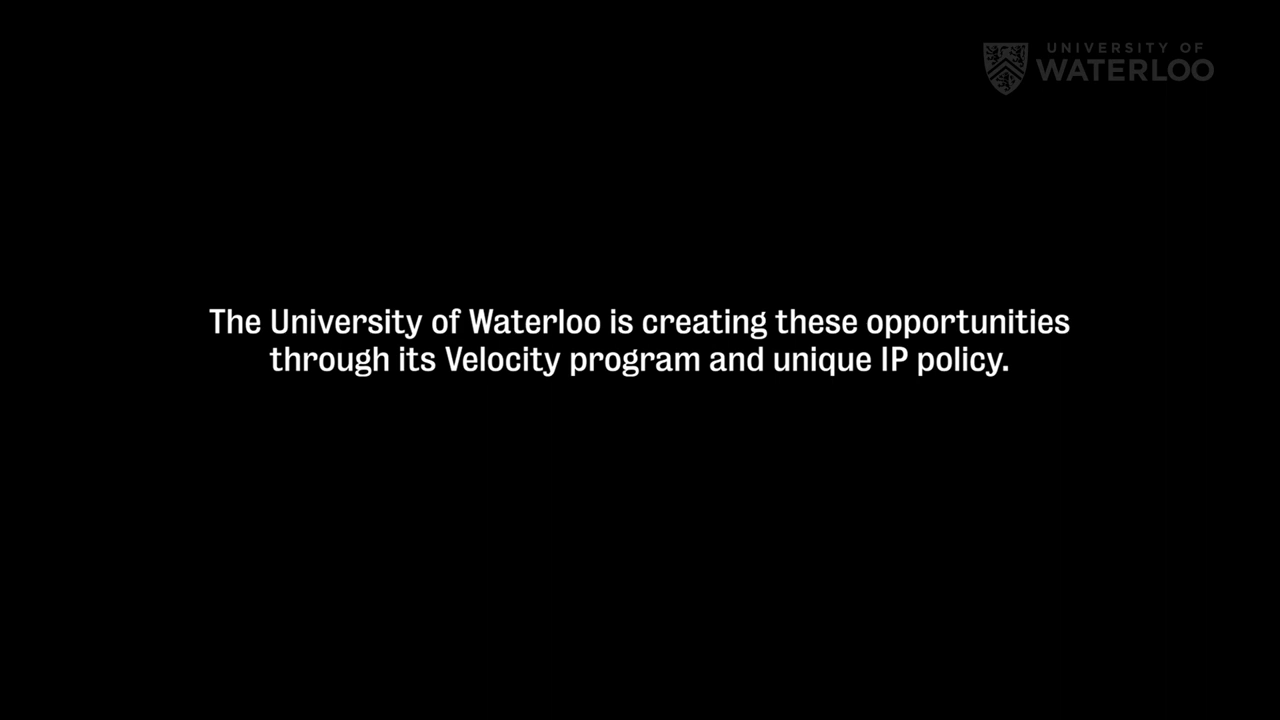 UNIVERSITY OF
WATERLOO
The University of Waterloo is creating these opportunities
through its Velocity program and unique IP policy.